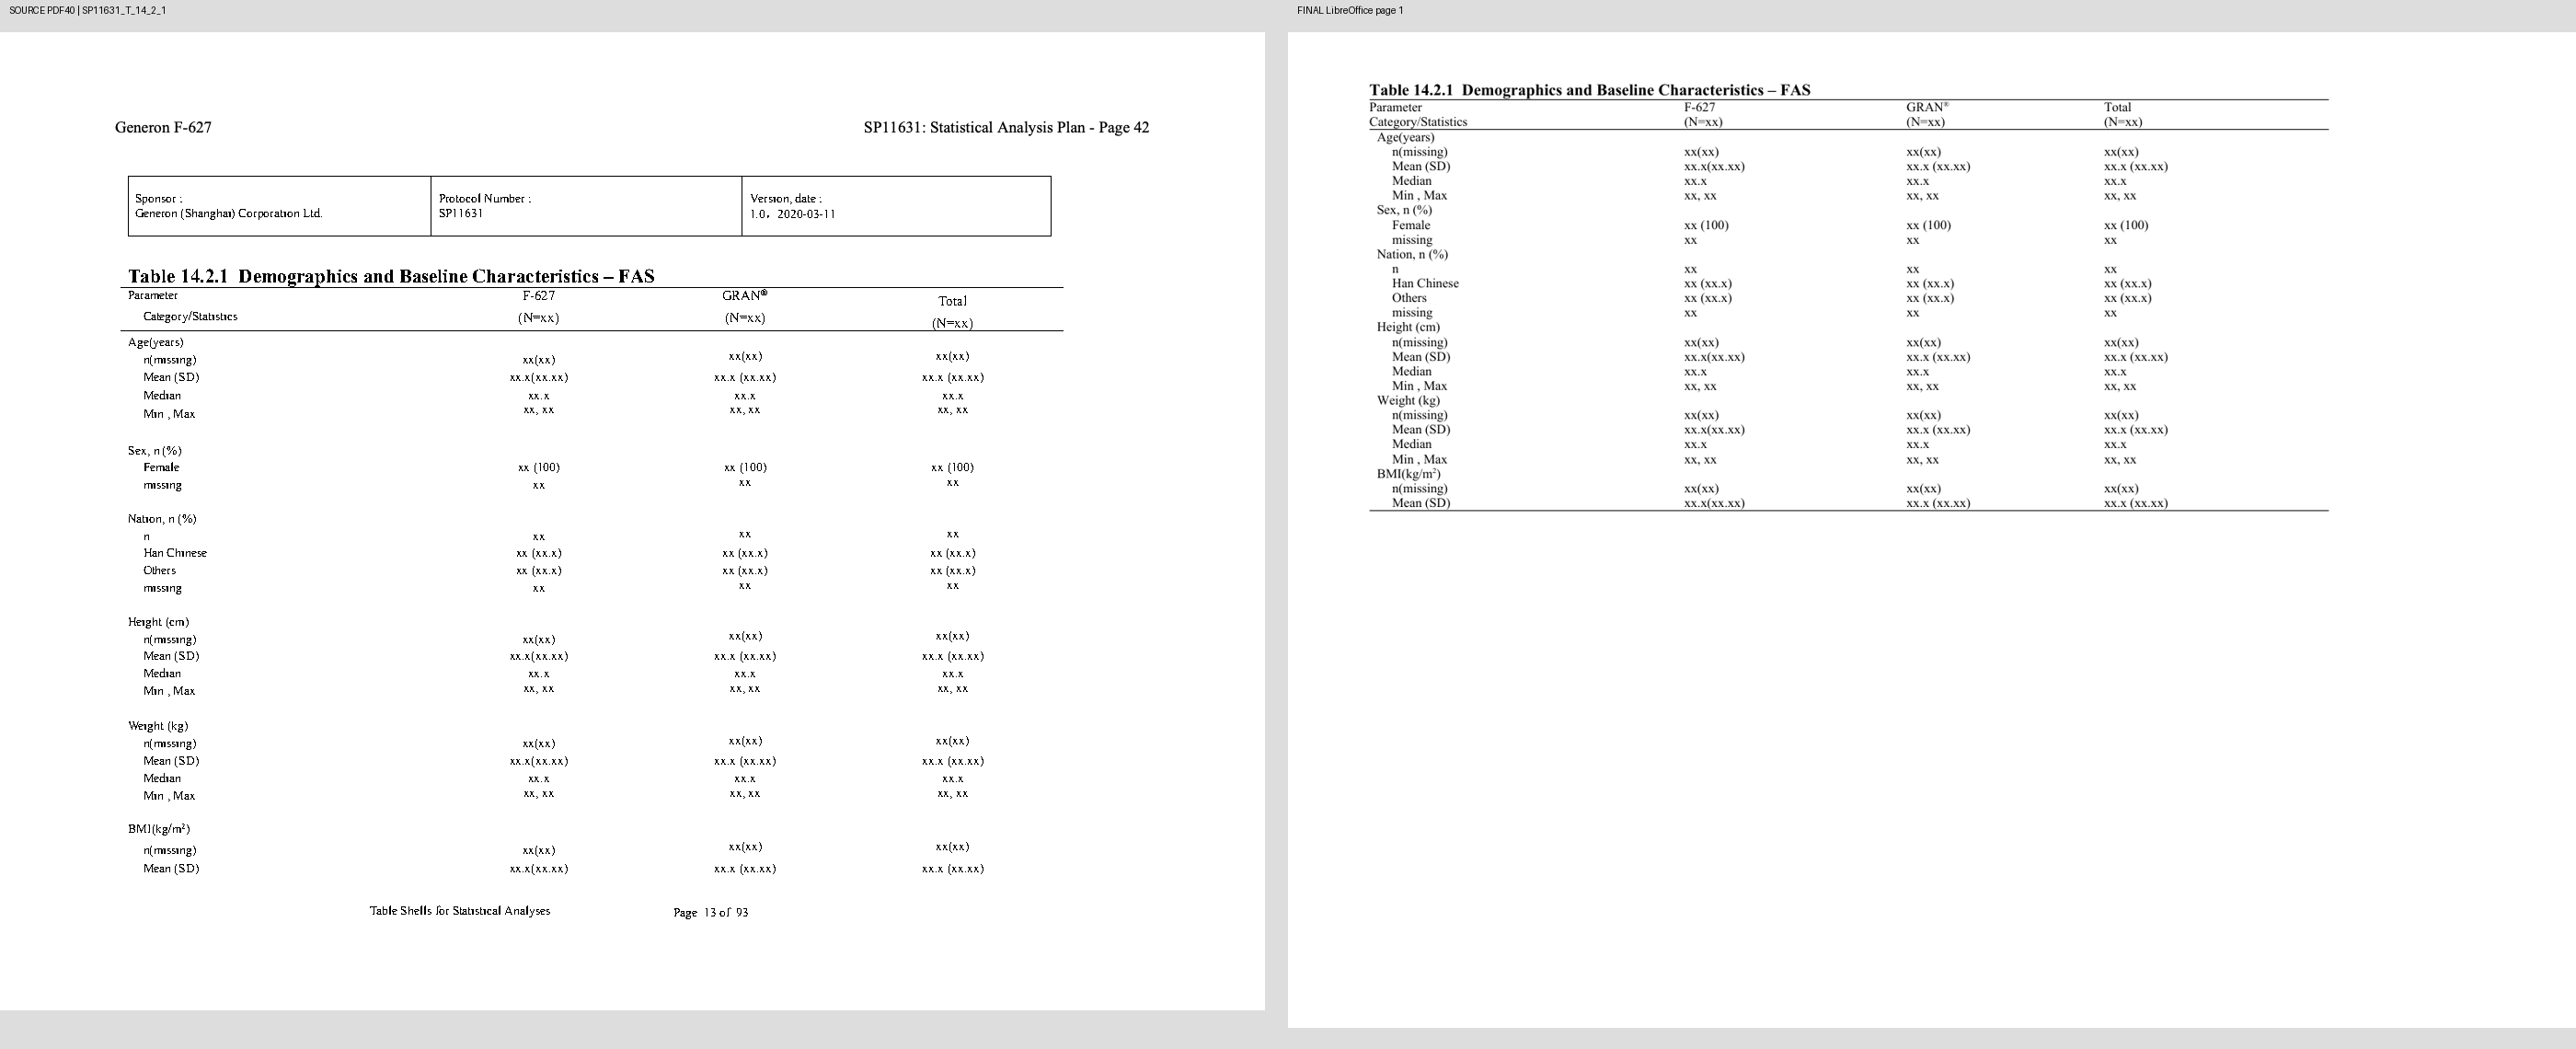 SOURCE PDF40 | SP11631_T_14_2_1
Generon F-627 SP11631: Statistical Analysis Plan - Page 42
Sponsor : Protocol Number : Version, date :
Generon (Shanghai) Corporation Ltd. SP11631 1.0，2020-03-11
Table 14.2.1 Demographics and Baseline Characteristics – FAS
Parameter F-627 GRAN® Total
Category/Statistics (N=xx) (N=xx) (N=xx)
Age(years)
n(missing) xx(xx) xx(xx) xx(xx)
Mean (SD) xx.x(xx.xx) xx.x (xx.xx) xx.x (xx.xx)
Median xx.x xx.x xx.x
Min , Max xx, xx xx, xx xx, xx
Sex, n (%)
Female xx (100) xx (100) xx (100)
missing xx xx xx
Nation, n (%)
n xx xx xx
Han Chinese xx (xx.x) xx (xx.x) xx (xx.x)
Others xx (xx.x) xx (xx.x) xx (xx.x)
missing xx xx xx
Height (cm)
n(missing) xx(xx) xx(xx) xx(xx)
Mean (SD) xx.x(xx.xx) xx.x (xx.xx) xx.x (xx.xx)
Median xx.x xx.x xx.x
Min , Max xx, xx xx, xx xx, xx
Weight (kg)
n(missing) xx(xx) xx(xx) xx(xx)
Mean (SD) xx.x(xx.xx) xx.x (xx.xx) xx.x (xx.xx)
Median xx.x xx.x xx.x
Min , Max xx, xx xx, xx xx, xx
BMI(kg/m²)
n(missing) xx(xx) xx(xx) xx(xx)
Mean (SD) xx.x(xx.xx) xx.x (xx.xx) xx.x (xx.xx)
Table Shells for Statistical Analyses Page 13 of 93
FINAL LibreOffice page 1
Table 14.2.1 Demographics and Baseline Characteristics – FAS
Parameter F-627 GRAN® Total
Category/Statistics (N=xx) (N=xx) (N=xx)
Age(years)
n(missing) xx(xx) xx(xx) xx(xx)
Mean (SD) xx.x(xx.xx) xx.x (xx.xx) xx.x (xx.xx)
Median xx.x xx.x xx.x
Min , Max xx, xx xx, xx xx, xx
Sex, n (%)
Female xx (100) xx (100) xx (100)
missing xx xx xx
Nation, n (%)
n xx xx xx
Han Chinese xx (xx.x) xx (xx.x) xx (xx.x)
Others xx (xx.x) xx (xx.x) xx (xx.x)
missing xx xx xx
Height (cm)
n(missing) xx(xx) xx(xx) xx(xx)
Mean (SD) xx.x(xx.xx) xx.x (xx.xx) xx.x (xx.xx)
Median xx.x xx.x xx.x
Min , Max xx, xx xx, xx xx, xx
Weight (kg)
n(missing) xx(xx) xx(xx) xx(xx)
Mean (SD) xx.x(xx.xx) xx.x (xx.xx) xx.x (xx.xx)
Median xx.x xx.x xx.x
Min , Max xx, xx xx, xx xx, xx
BMI(kg/m²)
n(missing) xx(xx) xx(xx) xx(xx)
Mean (SD) xx.x(xx.xx) xx.x (xx.xx) xx.x (xx.xx)